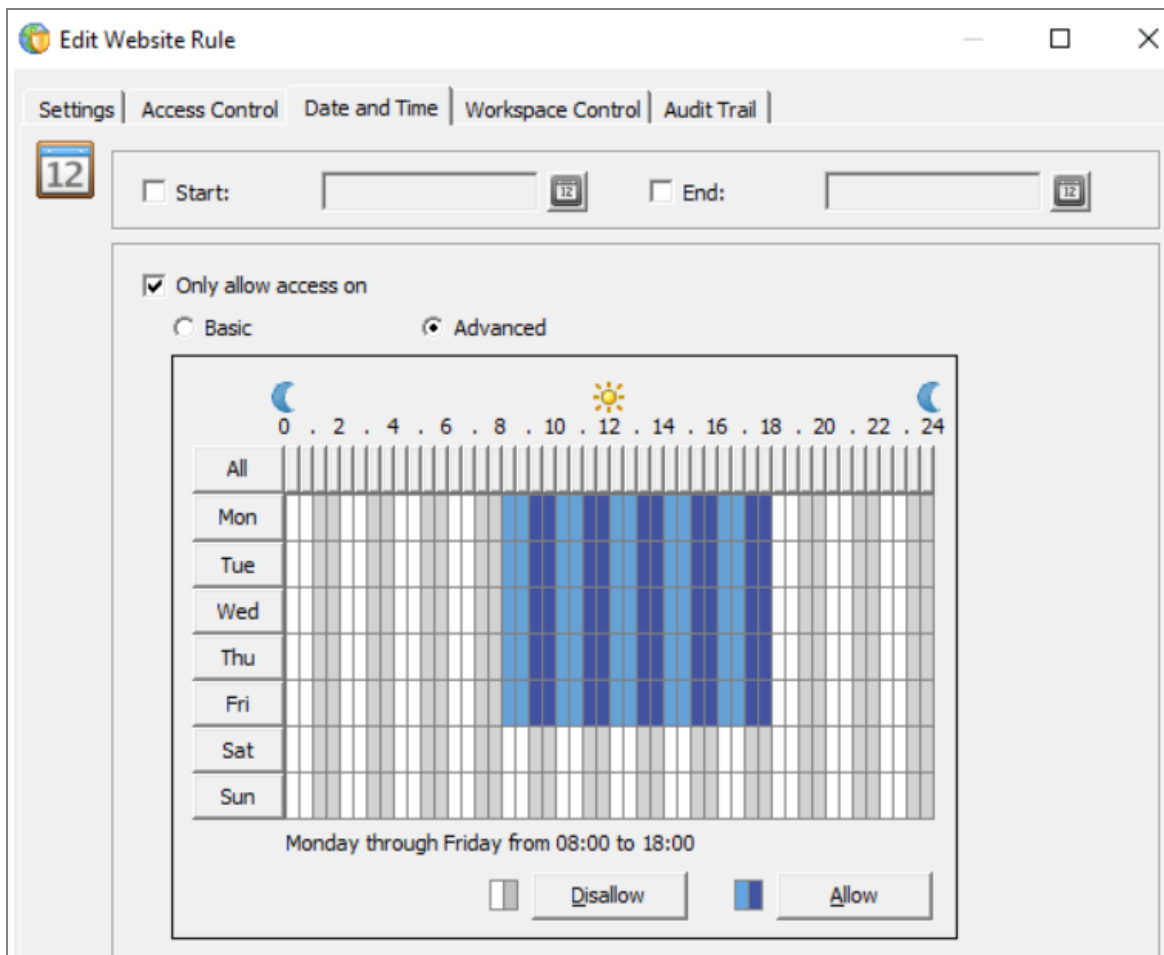 Edit Website Rule
Settings Access Control Date and Time Workspace Control Audit Trail
12
Start: 12 End: 12
Only allow access on
Basic Advanced
0 . 2 . 4 . 6 . 8 . 10 . 12 . 14 . 16 . 18 . 20 . 22 . 24
All
Mon
Tue
Wed
Thu
Fri
Sat
Sun
Monday through Friday from 08:00 to 18:00
Disallow Allow